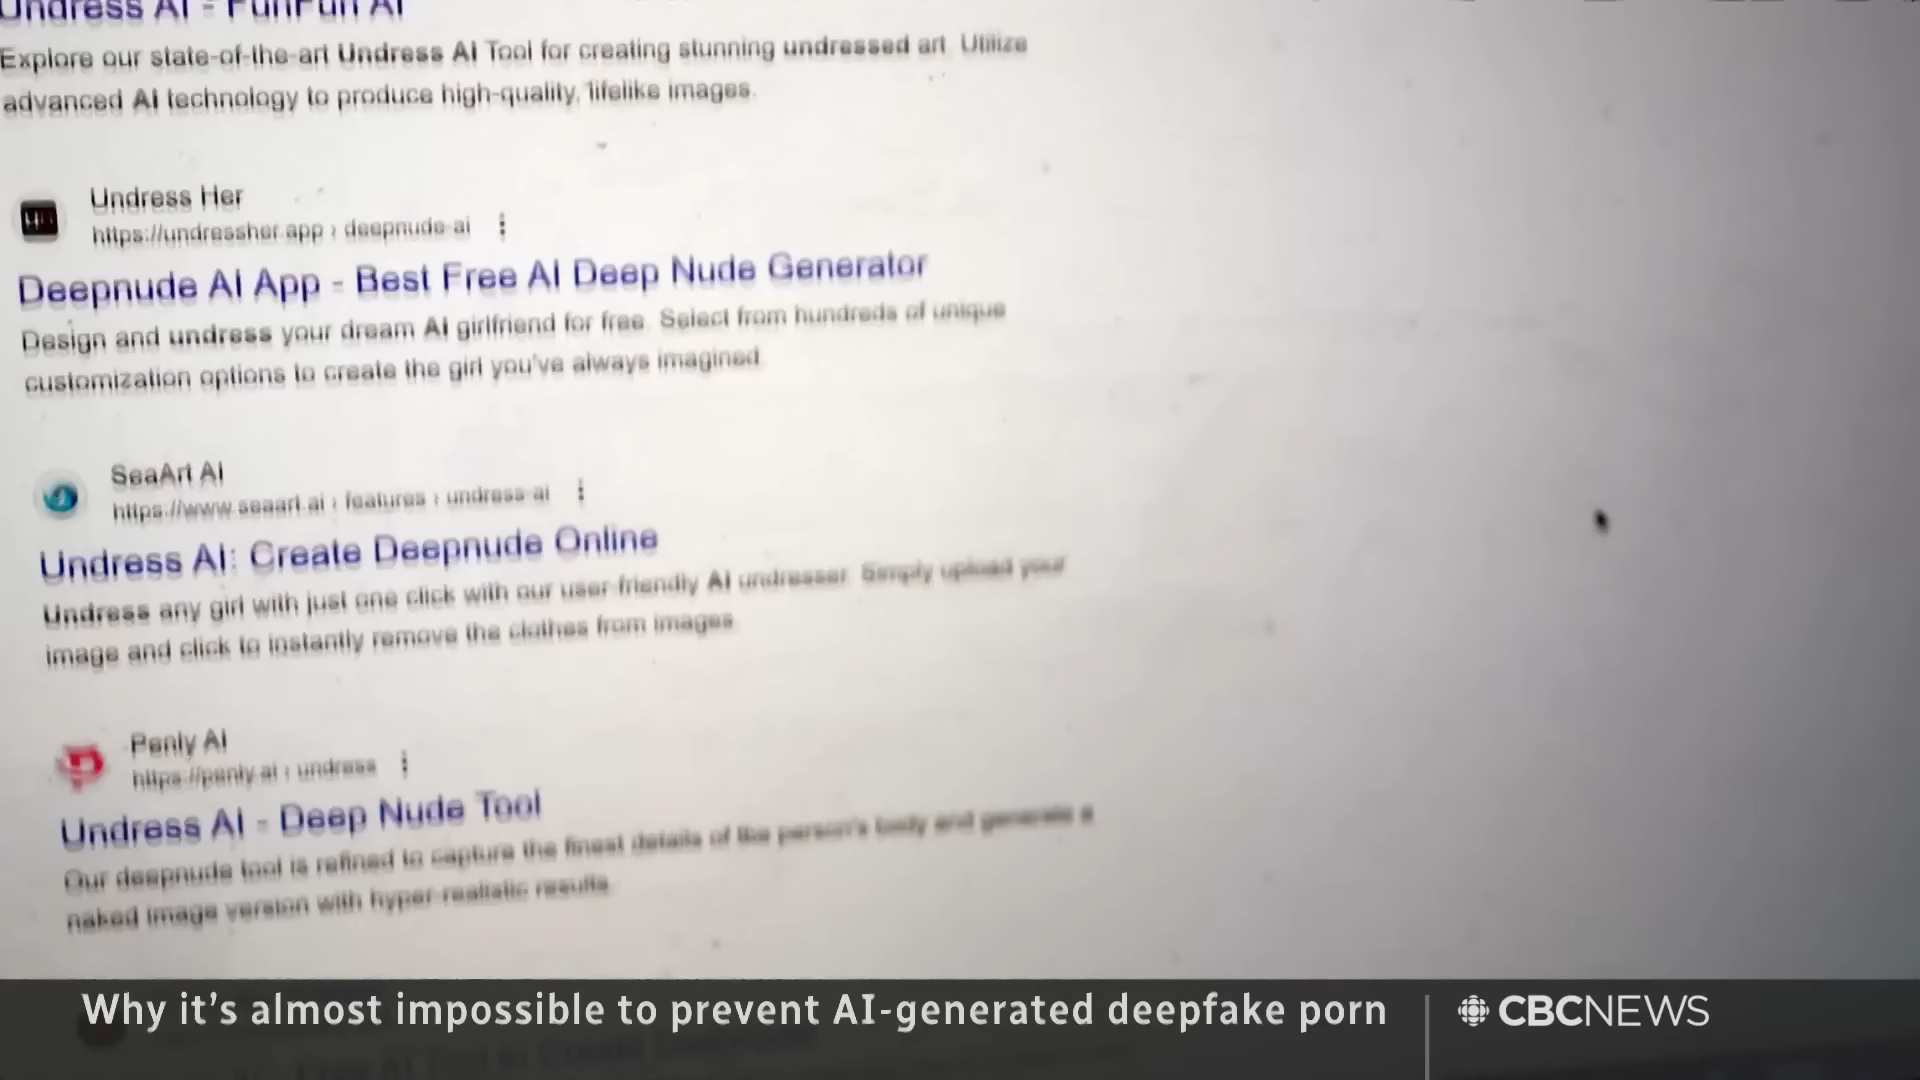 Undress AI - FunFun AI
Explore our state-of-the-art Undress AI Tool for creating stunning undressed art. Utilize
advanced AI technology to produce high-quality, lifelike images.
Undress Her
https://undressher.app › deepnude-ai
Deepnude AI App - Best Free AI Deep Nude Generator
Design and undress your dream AI girlfriend for free. Select from hundreds of unique
customization options to create the girl you've always imagined
SeaArt AI
https://www.seaart.ai › features › undress-ai
Undress AI: Create Deepnude Online
Undress any girl with just one click with our user-friendly AI undresser. Simply upload your
image and click to instantly remove the clothes from images
Penly AI
https://penly.ai › undress
Undress AI - Deep Nude Tool
Our deepnude tool is refined to capture the finest details of the person's body and generate a
naked image version with hyper-realistic results
Why it's almost impossible to prevent AI-generated deepfake porn
CBCNEWS